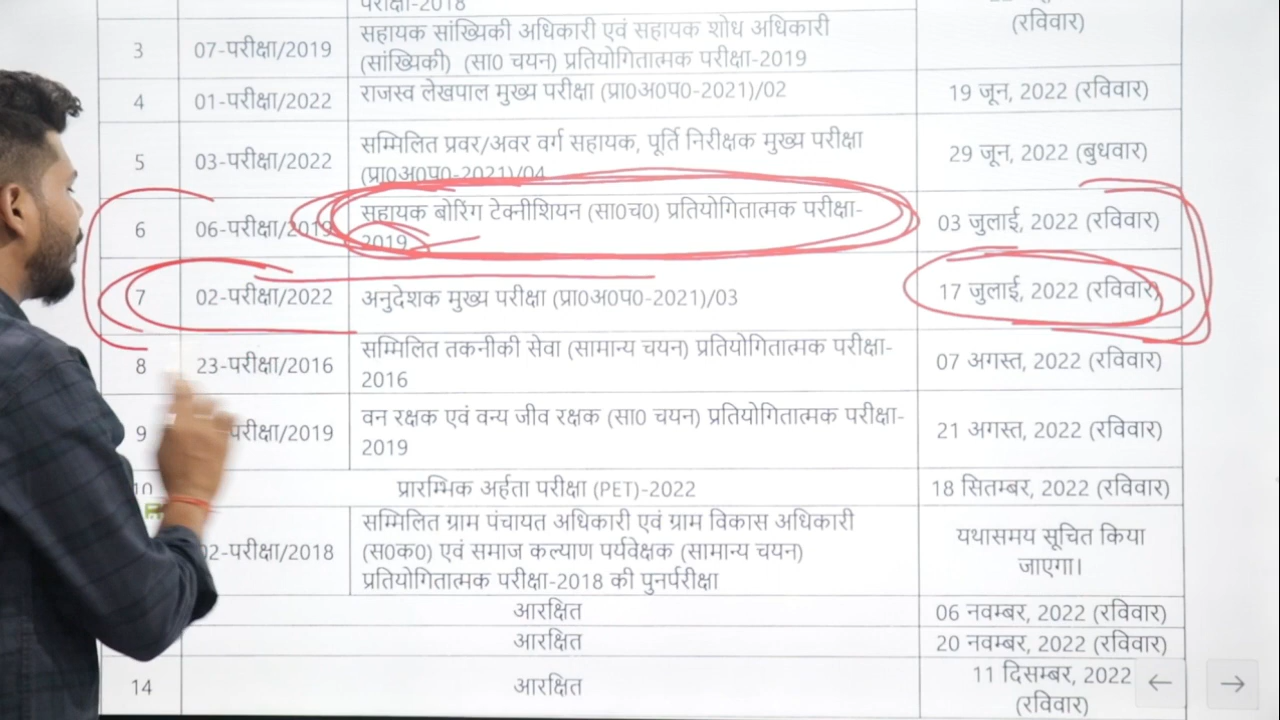 परीक्षा-2018
(रविवार)
3 07-परीक्षा/2019 सहायक सांख्यिकी अधिकारी एवं सहायक शोध अधिकारी
(सांख्यिकी) (सा0 चयन) प्रतियोगितात्मक परीक्षा-2019
4 01-परीक्षा/2022 राजस्व लेखपाल मुख्य परीक्षा (प्रा0अ0प0-2021)/02 19 जून, 2022 (रविवार)
5 03-परीक्षा/2022 सम्मिलित प्रवर/अवर वर्ग सहायक, पूर्ति निरीक्षक मुख्य परीक्षा 29 जून, 2022 (बुधवार)
(प्रा0अ0प0-2021)/04
6 06-परीक्षा/2019 सहायक बोरिंग टेक्नीशियन (सा0च0) प्रतियोगितात्मक परीक्षा- 03 जुलाई, 2022 (रविवार)
2019
7 02-परीक्षा/2022 अनुदेशक मुख्य परीक्षा (प्रा0अ0प0-2021)/03 17 जुलाई, 2022 (रविवार)
8 23-परीक्षा/2016 सम्मिलित तकनीकी सेवा (सामान्य चयन) प्रतियोगितात्मक परीक्षा- 07 अगस्त, 2022 (रविवार)
2016
9 परीक्षा/2019 वन रक्षक एवं वन्य जीव रक्षक (सा0 चयन) प्रतियोगितात्मक परीक्षा- 21 अगस्त, 2022 (रविवार)
2019
10 प्रारम्भिक अर्हता परीक्षा (PET)-2022 18 सितम्बर, 2022 (रविवार)
02-परीक्षा/2018 सम्मिलित ग्राम पंचायत अधिकारी एवं ग्राम विकास अधिकारी यथासमय सूचित किया
(स0क0) एवं समाज कल्याण पर्यवेक्षक (सामान्य चयन) जाएगा।
प्रतियोगितात्मक परीक्षा-2018 की पुनर्परीक्षा
आरक्षित 06 नवम्बर, 2022 (रविवार)
आरक्षित 20 नवम्बर, 2022 (रविवार)
14 आरक्षित 11 दिसम्बर, 2022
(रविवार)